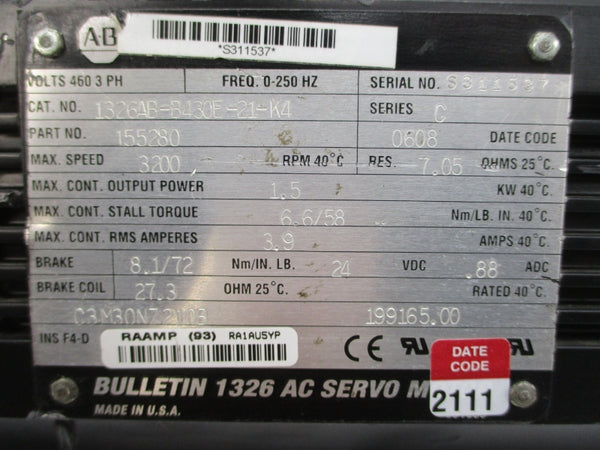 A-B *S311537*
VOLTS 460 3 PH FREQ. 0-250 HZ SERIAL NO. S311537
CAT. NO. 1326AB-B430E-21-K4 SERIES C
PART NO. 155280 0608 DATE CODE
MAX. SPEED 3200 RPM 40°C RES. 7.05 OHMS 25°C.
MAX. CONT. OUTPUT POWER 1.5 KW 40°C.
MAX. CONT. STALL TORQUE 6.6/58 Nm/LB. IN. 40°C.
MAX. CONT. RMS AMPERES 3.9 AMPS 40°C.
BRAKE 8.1/72 Nm/IN. LB. 24 VDC .88 ADC
BRAKE COIL 27.3 OHM 25°C. RATED 40°C.
199165.00
INS F4-D RAAMP (93) RA1AU5YP CE
DATE CODE
2111
BULLETIN 1326 AC SERVO M
MADE IN U.S.A.